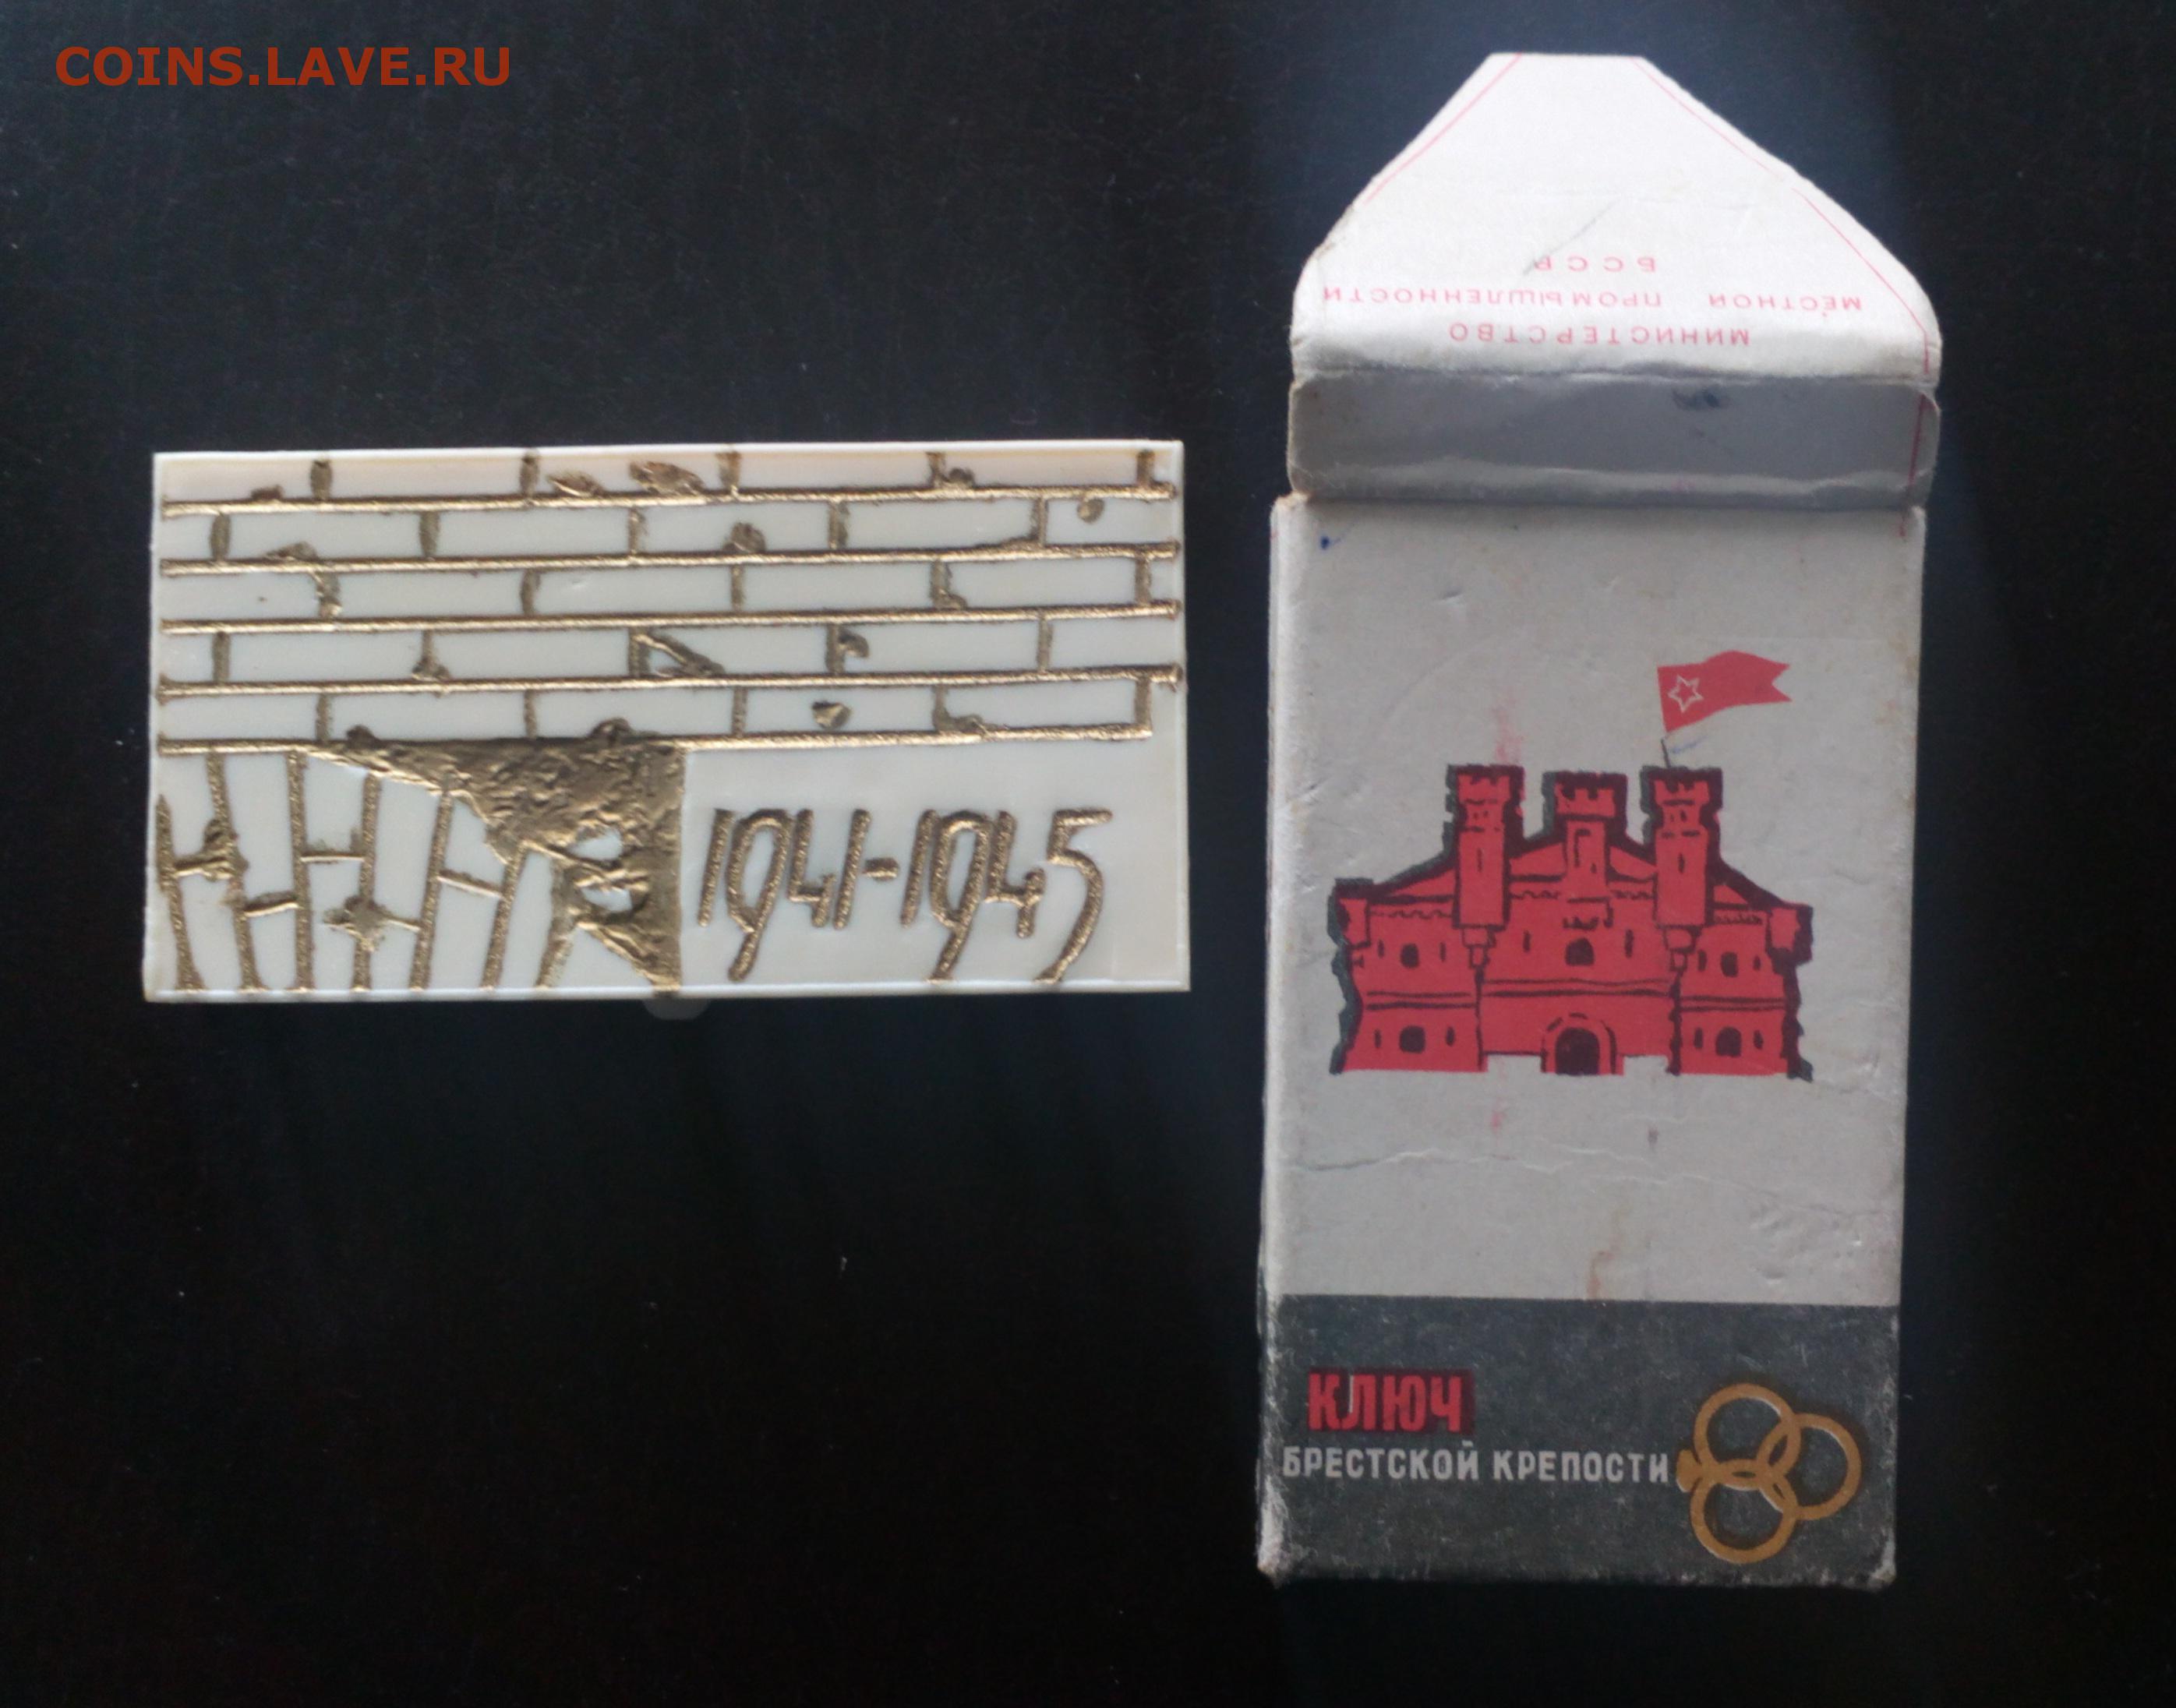 COINS.LAVE.RU
МИНИСТЕРСТВО
МЕСТНОЙ ПРОМЫШЛЕННОСТИ
БССР
1941-1945
КЛЮЧ
БРЕСТСКОЙ КРЕПОСТИ